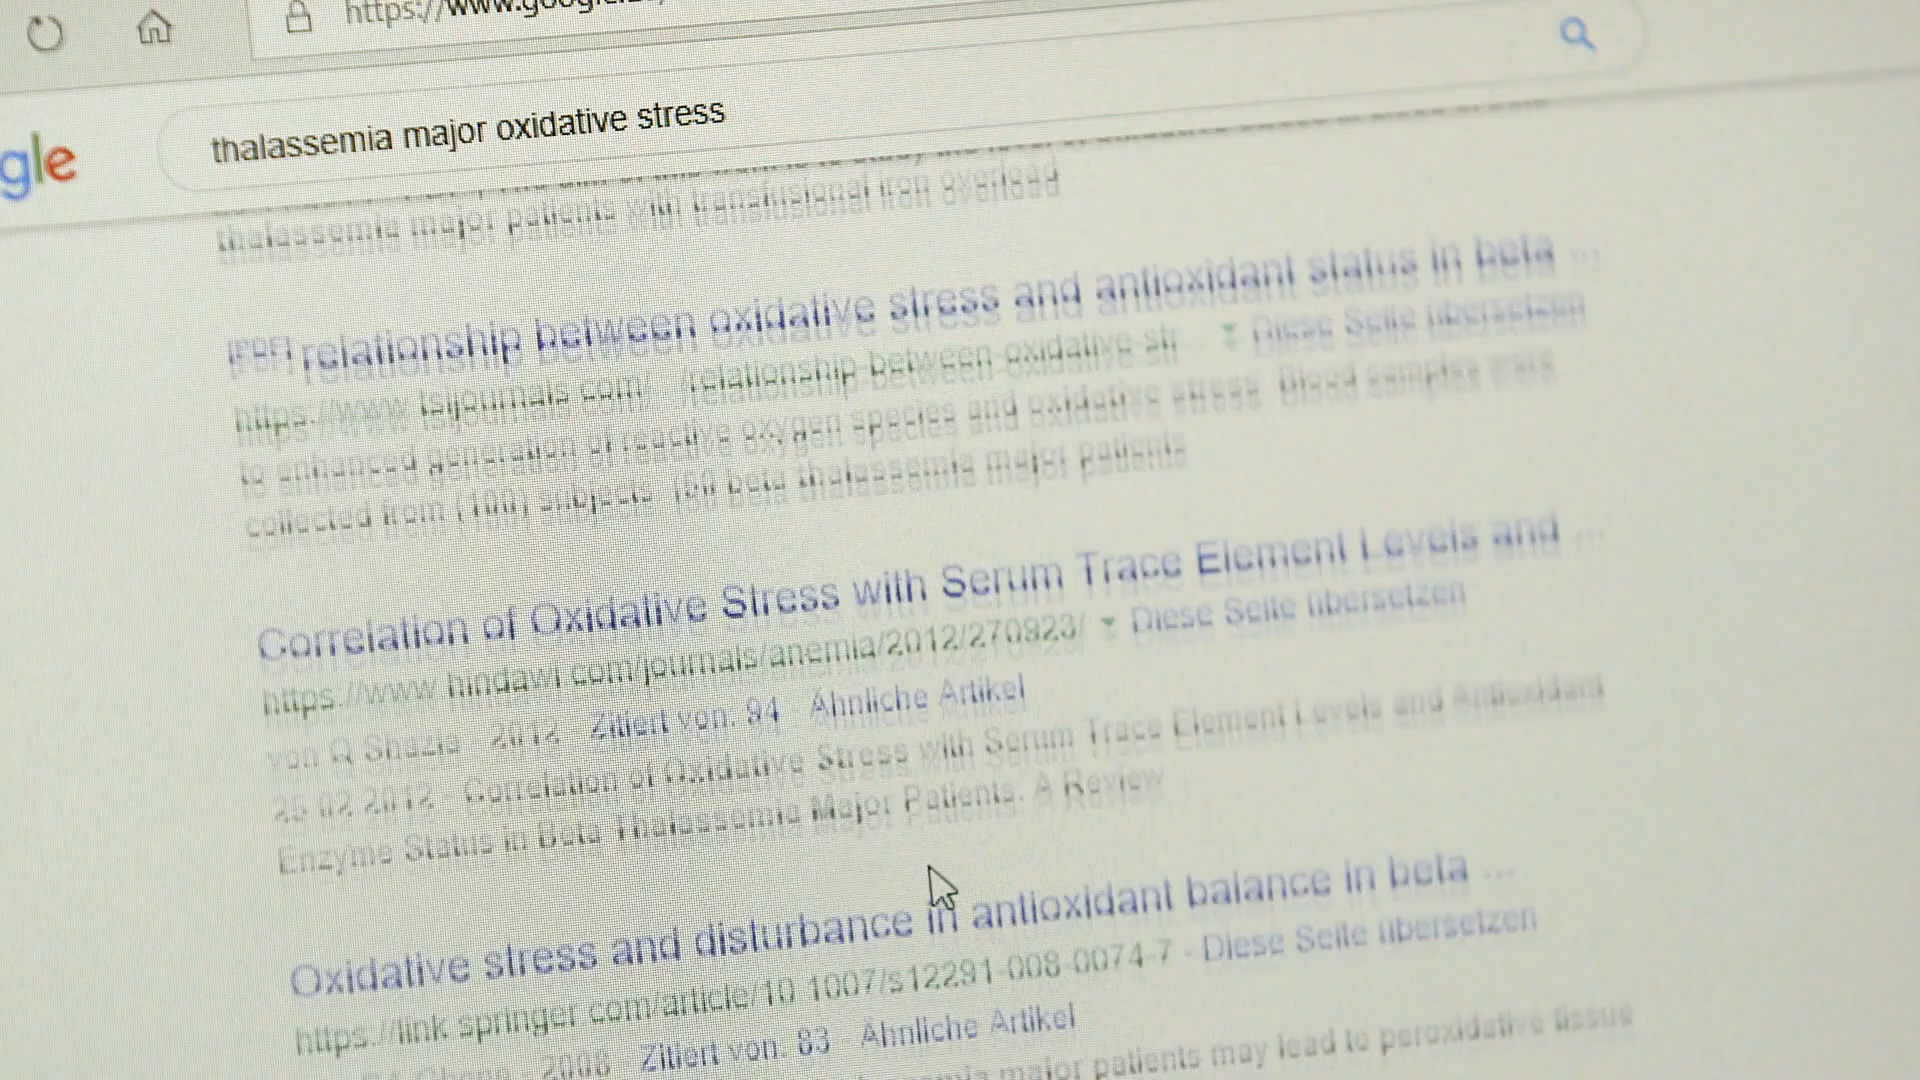 https://www.google.
gle
thalassemia major oxidative stress
thalassemia major patients with transfusional iron overload
[PDF] relationship between oxidative stress and antioxidant status in beta ...
https://www.lsijournals.com/.../relationship-between-oxidative-str... Diese Seite übersetzen
to enhanced generation of reactive oxygen species and oxidative stress. Blood samples were
collected from (100) subjects, beta thalassemia major patients
Correlation of Oxidative Stress with Serum Trace Element Levels and ...
https://www.hindawi.com/journals/anemia/2012/270923/ Diese Seite übersetzen
von Q Shazia - 2012 - Zitiert von: 94 - Ähnliche Artikel
25.02.2012 - Correlation of Oxidative Stress with Serum Trace Element Levels and Antioxidant
Enzyme Status in Beta Thalassemia Major Patients: A Review
Oxidative stress and disturbance in antioxidant balance in beta ...
https://link.springer.com/article/10.1007/s12291-008-0074-7 - Diese Seite übersetzen
2008 - Zitiert von: 83 - Ähnliche Artikel
major patients may lead to peroxidative tissue